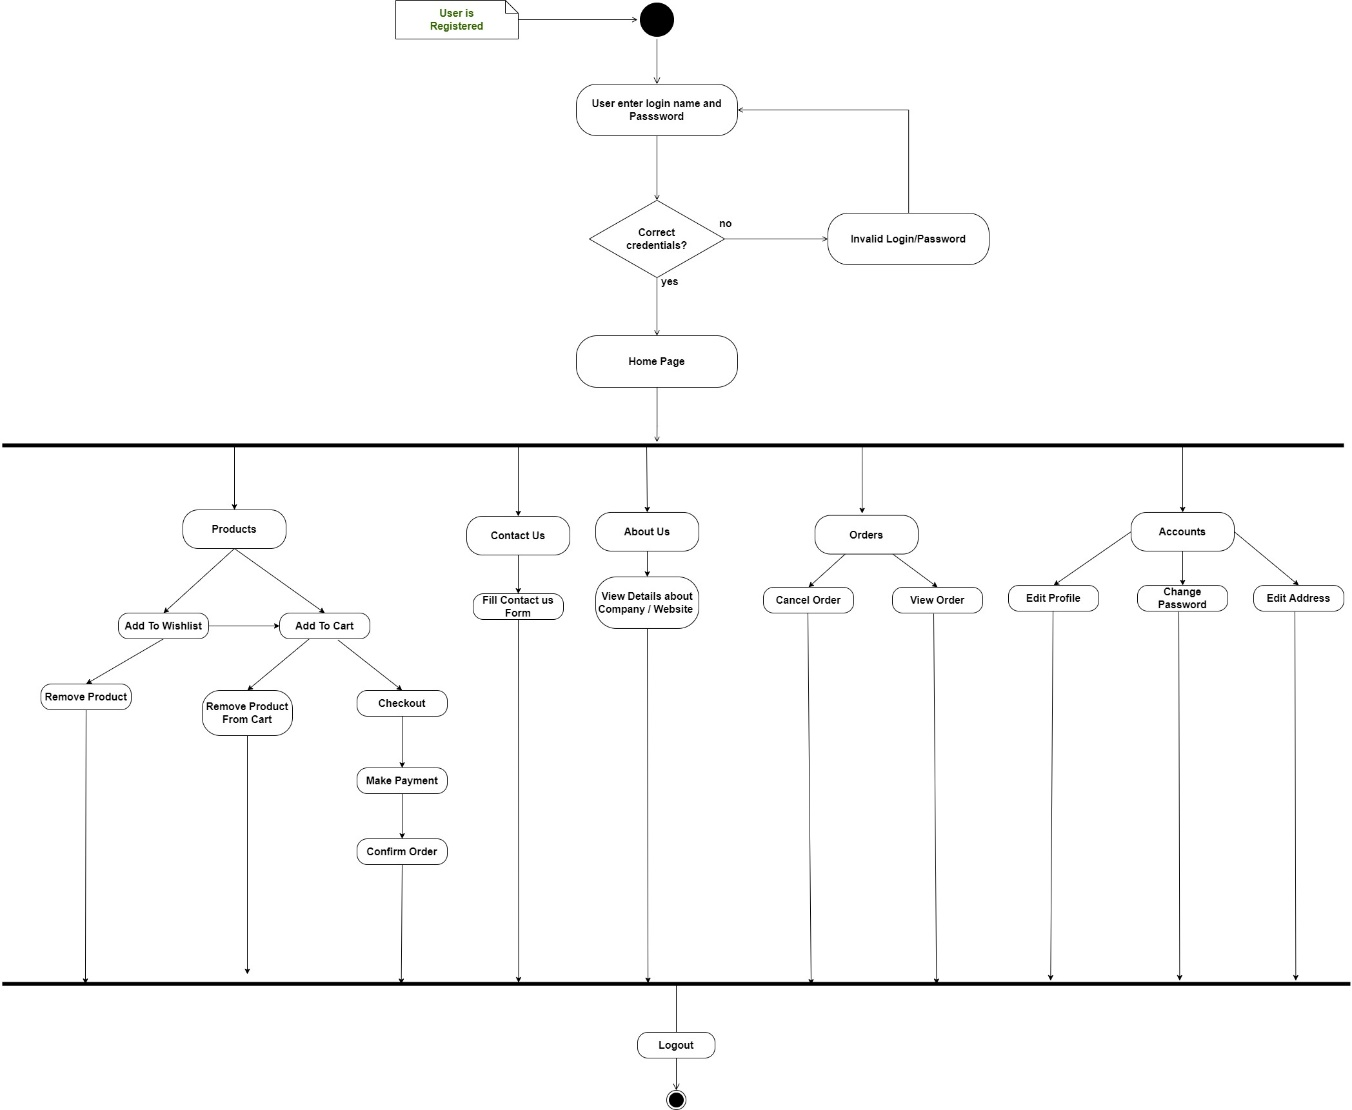 User is
Registered
User enter login name and
Passsword
Correct
credentials?
no
Invalid Login/Password
yes
Home Page
Products
Contact Us
About Us
Orders
Accounts
Fill Contact us
Form
View Details about
Company / Website
Cancel Order
View Order
Edit Profile
Change
Password
Edit Address
Add To Wishlist
Add To Cart
Remove Product
Remove Product
From Cart
Checkout
Make Payment
Confirm Order
Logout